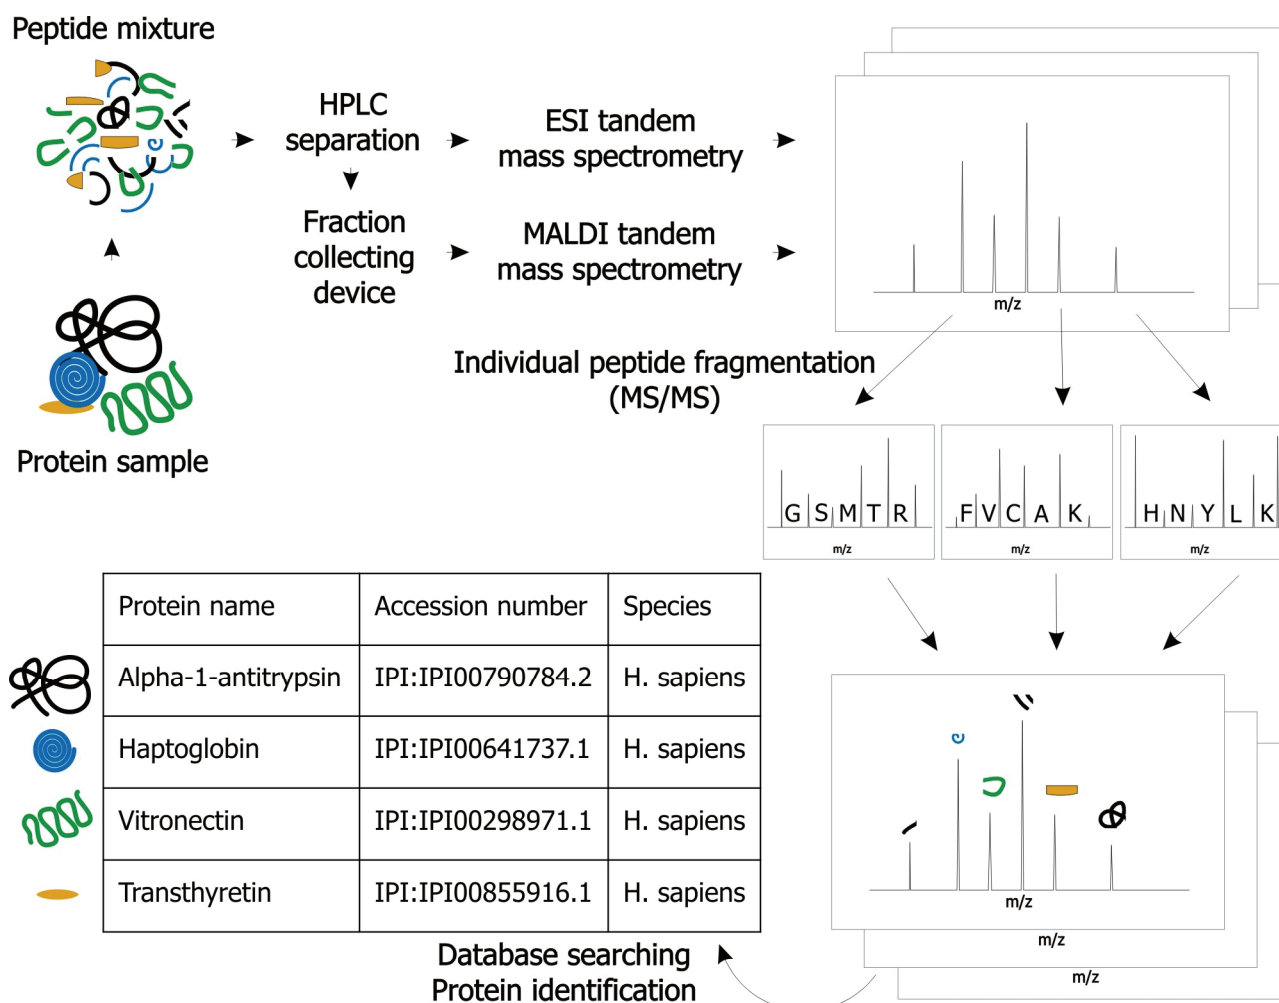 Peptide mixture
HPLC
separation
ESI tandem
mass spectrometry
Fraction
collecting
device
MALDI tandem
mass spectrometry
m/z
Protein sample
Individual peptide fragmentation
(MS/MS)
G S M T R
m/z
F V C A K
m/z
H N Y L K
m/z
Protein name Accession number Species
Alpha-1-antitrypsin IPI:IPI00790784.2 H. sapiens
Haptoglobin IPI:IPI00641737.1 H. sapiens
Vitronectin IPI:IPI00298971.1 H. sapiens
Transthyretin IPI:IPI00855916.1 H. sapiens
m/z
m/z
m/z
Database searching
Protein identification